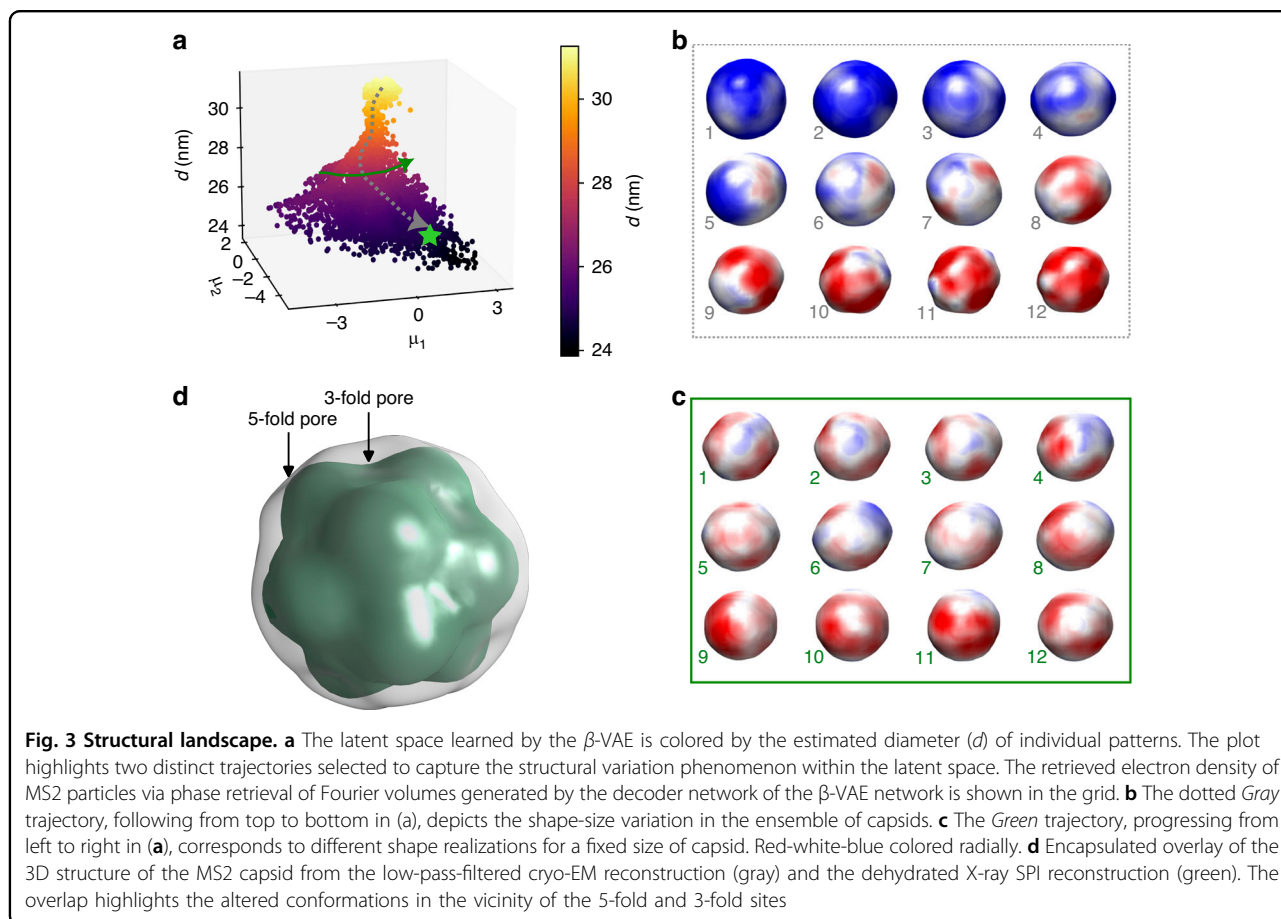 a
31
30
28
26
24
d (nm)
2
0
−2
−4
μ2
−3
0
3
μ1
30
28
26
24
d (nm)
b
1
2
3
4
5
6
7
8
9
10
11
12
d
3-fold pore
5-fold pore
c
1
2
3
4
5
6
7
8
9
10
11
12
Fig. 3 Structural landscape. a The latent space learned by the β-VAE is colored by the estimated diameter (d) of individual patterns. The plot
highlights two distinct trajectories selected to capture the structural variation phenomenon within the latent space. The retrieved electron density of
MS2 particles via phase retrieval of Fourier volumes generated by the decoder network of the β-VAE network is shown in the grid. b The dotted Gray
trajectory, following from top to bottom in (a), depicts the shape-size variation in the ensemble of capsids. c The Green trajectory, progressing from
left to right in (a), corresponds to different shape realizations for a fixed size of capsid. Red-white-blue colored radially. d Encapsulated overlay of the
3D structure of the MS2 capsid from the low-pass-filtered cryo-EM reconstruction (gray) and the dehydrated X-ray SPI reconstruction (green). The
overlap highlights the altered conformations in the vicinity of the 5-fold and 3-fold sites